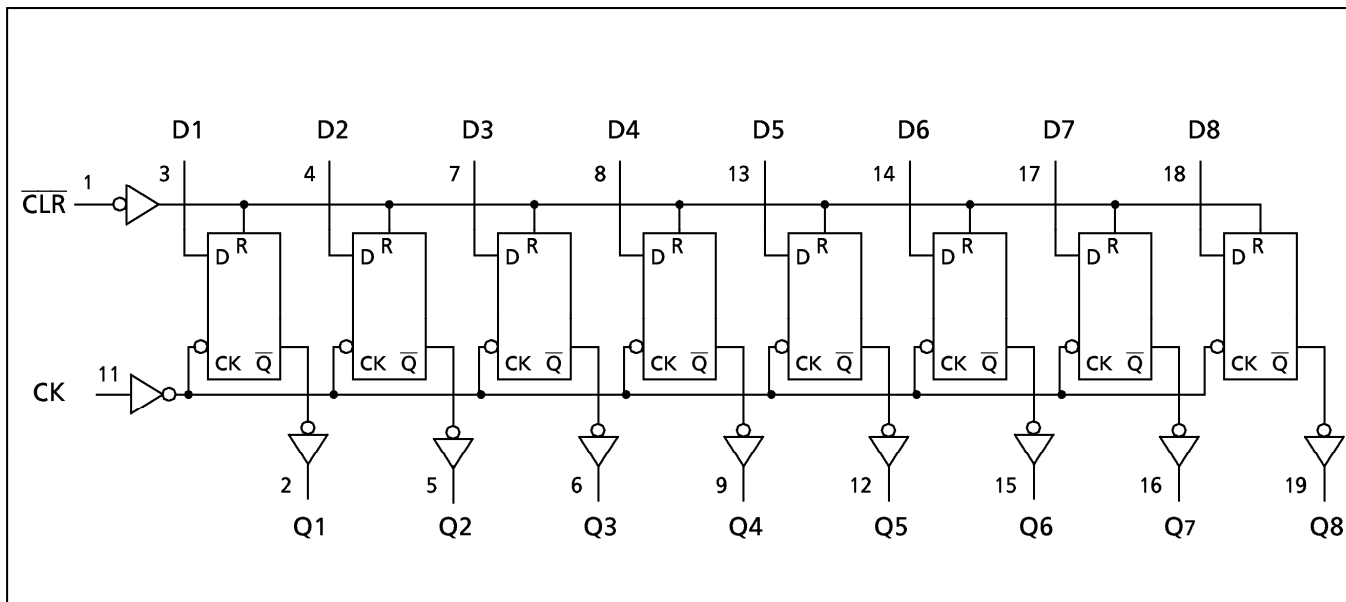 D1 D2 D3 D4 D5 D6 D7 D8
1 3 4 7 8 13 14 17 18
C̅L̅R̅
R R R R R R R R
D D D D D D D D
CK Q̅ CK Q̅ CK Q̅ CK Q̅ CK Q̅ CK Q̅ CK Q̅ CK Q̅
11
CK
2 5 6 9 12 15 16 19
Q1 Q2 Q3 Q4 Q5 Q6 Q7 Q8